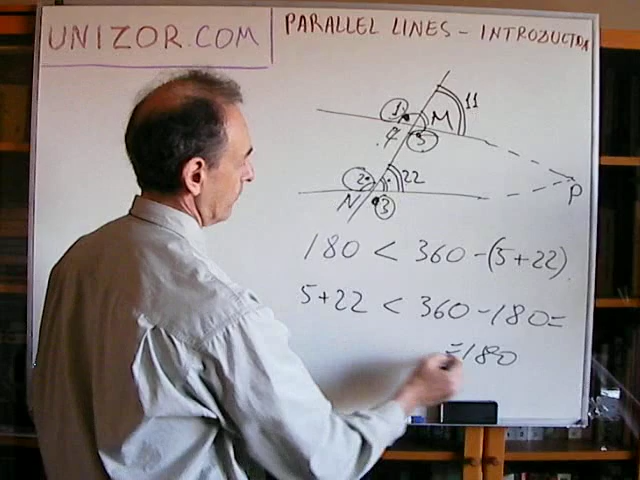 UNIZOR.COM
PARALLEL LINES - INTRODUCTION
1
M
11
4
5
2
22
P
N
3
180 < 360 - (5+22)
5+22 < 360 - 180 =
= 180